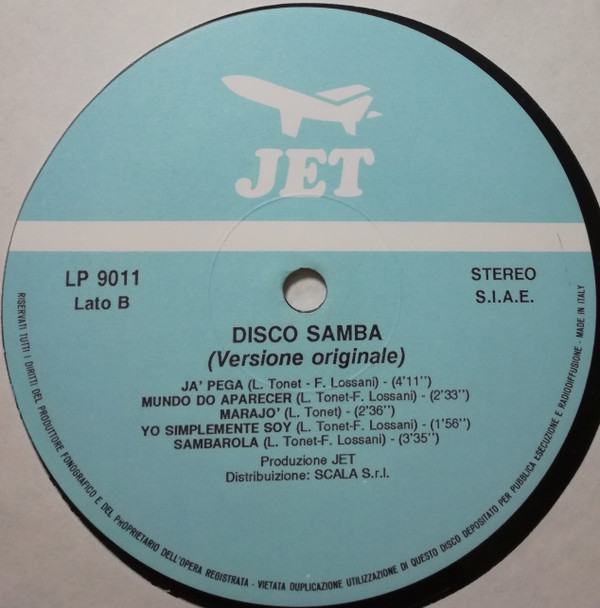 JET
LP 9011
Lato B
STEREO
S.I.A.E.
DISCO SAMBA
(Versione originale)
JA' PEGA (L. Tonet - F. Lossani) - (4'11'')
MUNDO DO APARECER (L. Tonet-F. Lossani) - (2'33'')
MARAJO' (L. Tonet) - (2'36'')
YO SIMPLEMENTE SOY (L. Tonet-F. Lossani) - (1'56'')
SAMBAROLA (L. Tonet-F. Lossani) - (3'35'')
Produzione JET
Distribuizione: SCALA S.r.l.
RISERVATI TUTTI I DIRITTI DEL PRODUTTORE FONOGRAFICO E DEL PROPRIETARIO DELL'OPERA REGISTRATA - VIETATA DUPLICAZIONE UTILIZZAZIONE DI QUESTO DISCO DEPOSITATO PER PUBBLICA ESECUZIONE E RADIODIFFUSIONE - MADE IN ITALY